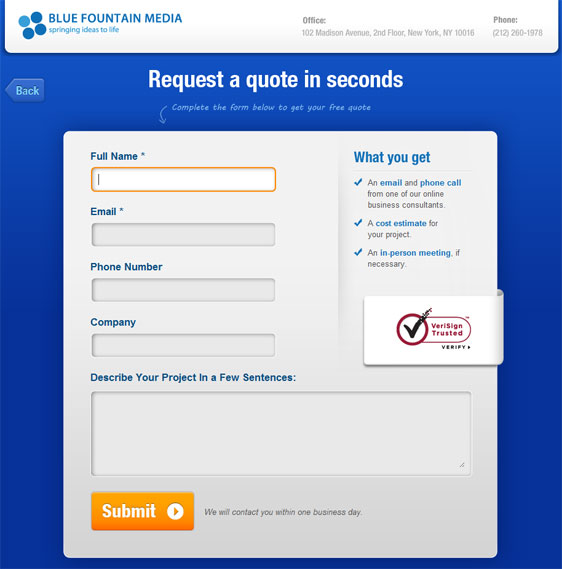 BLUE FOUNTAIN MEDIA
springing ideas to life
Office:
102 Madison Avenue, 2nd Floor, New York, NY 10016
Phone:
(212) 260-1978
Back
Request a quote in seconds
Complete the form below to get your free quote
Full Name *
Email *
Phone Number
Company
Describe Your Project In a Few Sentences:
Submit
We will contact you within one business day.
What you get
An email and phone call
from one of our online
business consultants.
A cost estimate for
your project.
An in-person meeting, if
necessary.
VeriSign
Trusted
™
VERIFY